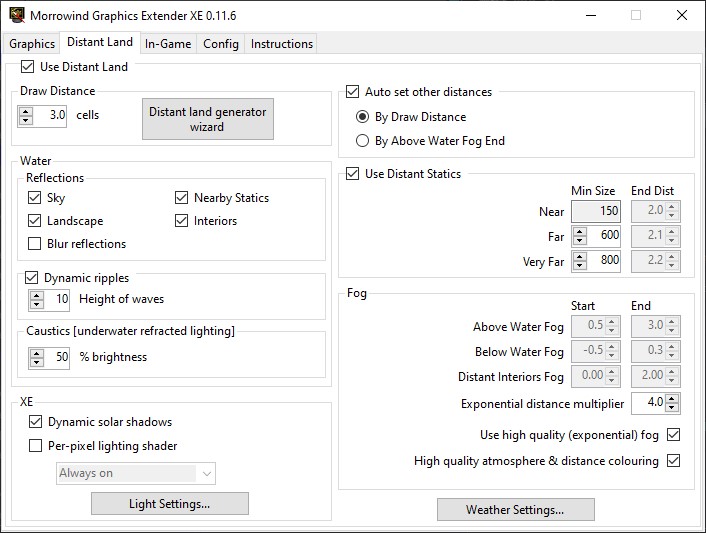 Morrowind Graphics Extender XE 0.11.6
Graphics Distant Land In-Game Config Instructions
Use Distant Land
Draw Distance
3.0 cells
Distant land generator
wizard
Water
Reflections
Sky Nearby Statics
Landscape Interiors
Blur reflections
Dynamic ripples
10 Height of waves
Caustics [underwater refracted lighting]
50 % brightness
XE
Dynamic solar shadows
Per-pixel lighting shader
Always on
Light Settings...
Auto set other distances
By Draw Distance
By Above Water Fog End
Use Distant Statics
Min Size End Dist
Near 150 2.0
Far 600 2.1
Very Far 800 2.2
Fog
Start End
Above Water Fog 0.5 3.0
Below Water Fog -0.5 0.3
Distant Interiors Fog 0.00 2.00
Exponential distance multiplier 4.0
Use high quality (exponential) fog
High quality atmosphere & distance colouring
Weather Settings...